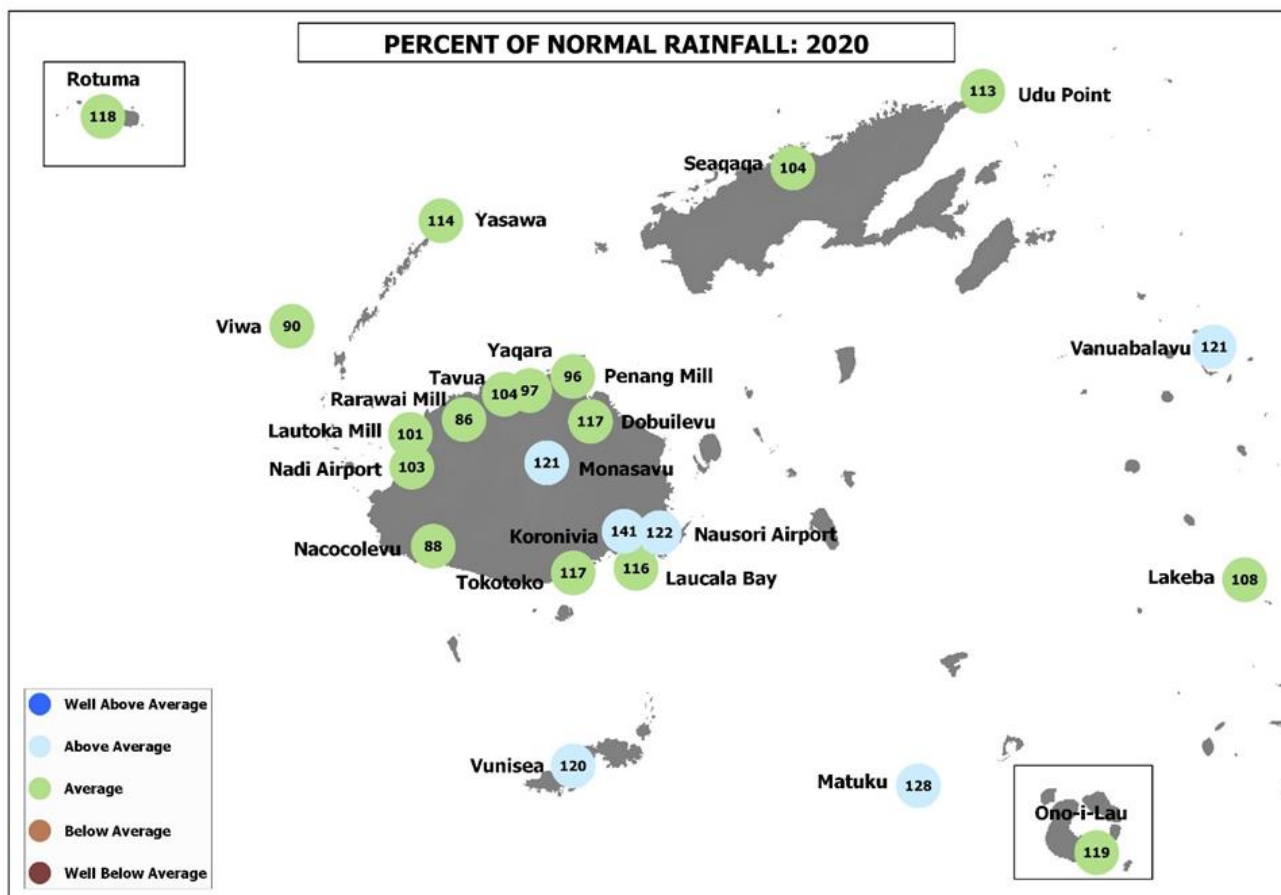 PERCENT OF NORMAL RAINFALL: 2020
Rotuma
118
113
Udu Point
Seaqaqa
104
114
Yasawa
Viwa
90
Vanuabalavu
121
Yaqara
97
96
Penang Mill
Tavua
104
Rarawai Mill
86
117
Dobuilevu
Lautoka Mill
101
Nadi Airport
103
121
Monasavu
Koronivia
141
122
Nausori Airport
Nacocolevu
88
Tokotoko
117
116
Laucala Bay
Lakeba
108
Vunisea
120
Matuku
128
Ono-i-Lau
119
Well Above Average
Above Average
Average
Below Average
Well Below Average